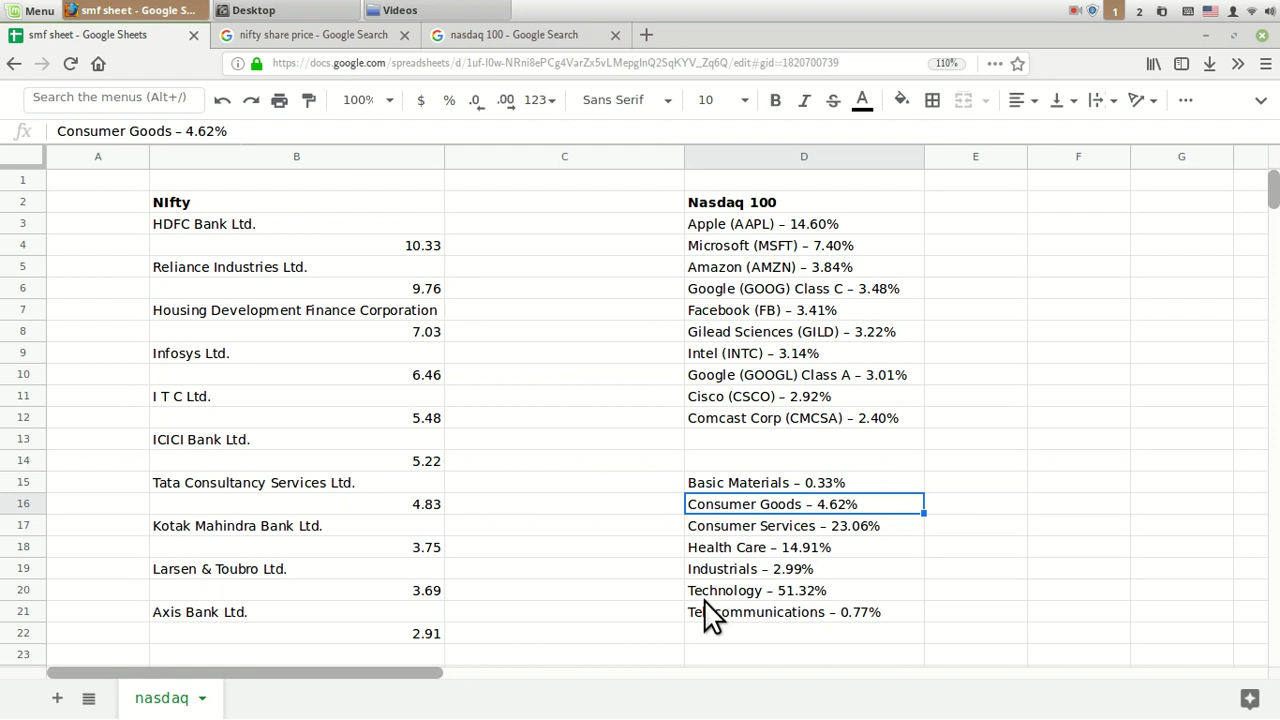 Menu smf sheet - Google S... Desktop Videos 1 2
smf sheet - Google Sheets nifty share price - Google Search nasdaq 100 - Google Search
https://docs.google.com/spreadsheets/d/1uf-l0w-NRni8ePCg4VarZx5vLMepglnQ2SqKYV_Zq6Q/edit#gid=1820700739 110%
Search the menus (Alt+/) 100% $ % .0 .00 123 Sans Serif 10 B I S A
fx Consumer Goods – 4.62%
A B C D E F G
1
2 NIfty Nasdaq 100
3 HDFC Bank Ltd. Apple (AAPL) – 14.60%
4 10.33 Microsoft (MSFT) – 7.40%
5 Reliance Industries Ltd. Amazon (AMZN) – 3.84%
6 9.76 Google (GOOG) Class C – 3.48%
7 Housing Development Finance Corporation Facebook (FB) – 3.41%
8 7.03 Gilead Sciences (GILD) – 3.22%
9 Infosys Ltd. Intel (INTC) – 3.14%
10 6.46 Google (GOOGL) Class A – 3.01%
11 I T C Ltd. Cisco (CSCO) – 2.92%
12 5.48 Comcast Corp (CMCSA) – 2.40%
13 ICICI Bank Ltd.
14 5.22
15 Tata Consultancy Services Ltd. Basic Materials – 0.33%
16 4.83 Consumer Goods – 4.62%
17 Kotak Mahindra Bank Ltd. Consumer Services – 23.06%
18 3.75 Health Care – 14.91%
19 Larsen & Toubro Ltd. Industrials – 2.99%
20 3.69 Technology – 51.32%
21 Axis Bank Ltd. Telecommunications – 0.77%
22 2.91
23
nasdaq